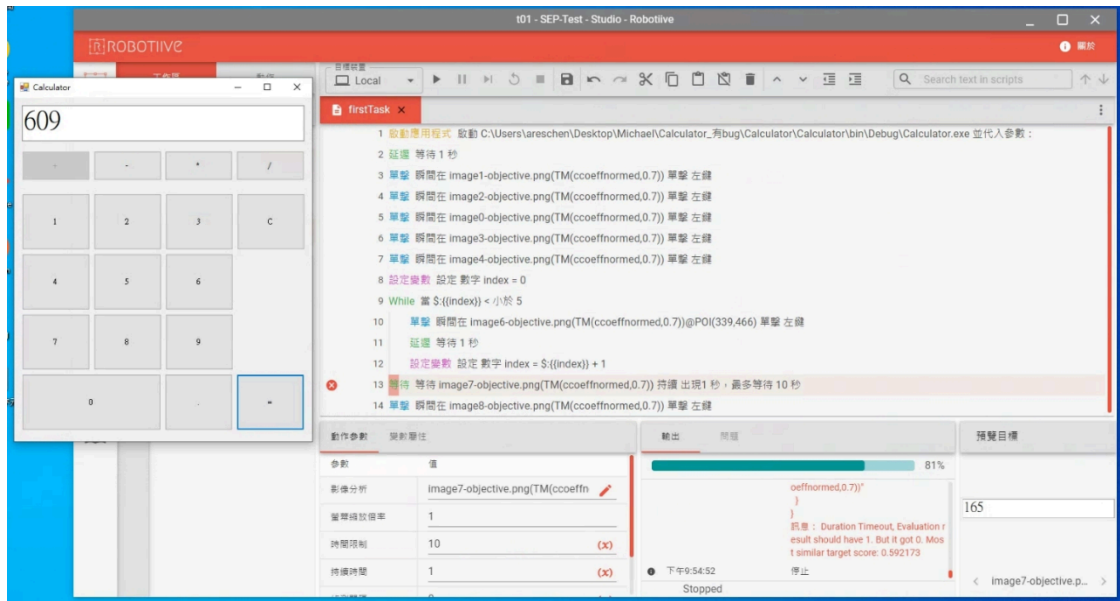 t01 - SEP-Test - Studio - Robotiive
ROBOTIIVE
關於
Calculator
609
-
*
/
1
2
3
C
4
5
6
7
8
9
0
.
=
目標裝置
Local
Search text in scripts
firstTask
1 啟動應用程式 啟動 C:\Users\areschen\Desktop\Michael\Calculator_有bug\Calculator\Calculator\bin\Debug\Calculator.exe 並代入參數：
2 延遲 等待 1 秒
3 單擊 瞬間在 image1-objective.png(TM(ccoeffnormed,0.7)) 單擊 左鍵
4 單擊 瞬間在 image2-objective.png(TM(ccoeffnormed,0.7)) 單擊 左鍵
5 單擊 瞬間在 image0-objective.png(TM(ccoeffnormed,0.7)) 單擊 左鍵
6 單擊 瞬間在 image3-objective.png(TM(ccoeffnormed,0.7)) 單擊 左鍵
7 單擊 瞬間在 image4-objective.png(TM(ccoeffnormed,0.7)) 單擊 左鍵
8 設定變數 設定 數字 index = 0
9 While 當 $:{{index}} < 小於 5
10 單擊 瞬間在 image6-objective.png(TM(ccoeffnormed,0.7))@POI(339,466) 單擊 左鍵
11 延遲 等待 1 秒
12 設定變數 設定 數字 index = $:{{index}} + 1
13 等待 等待 image7-objective.png(TM(ccoeffnormed,0.7)) 持續 出現1 秒，最多等待 10 秒
14 單擊 瞬間在 image8-objective.png(TM(ccoeffnormed,0.7)) 單擊 左鍵
動作參數 變數屬性
參數 值
影像分析 image7-objective.png(TM(ccoeffn
螢幕縮放倍率 1
時間限制 10 (x)
持續時間 1 (x)
輸出 問題
81%
oeffnormed,0.7))"
}
}
訊息： Duration Timeout, Evaluation r
esult should have 1. But it got 0. Mos
t similar target score: 0.592173
下午9:54:52 停止
Stopped
預覽目標
165
image7-objective.p...